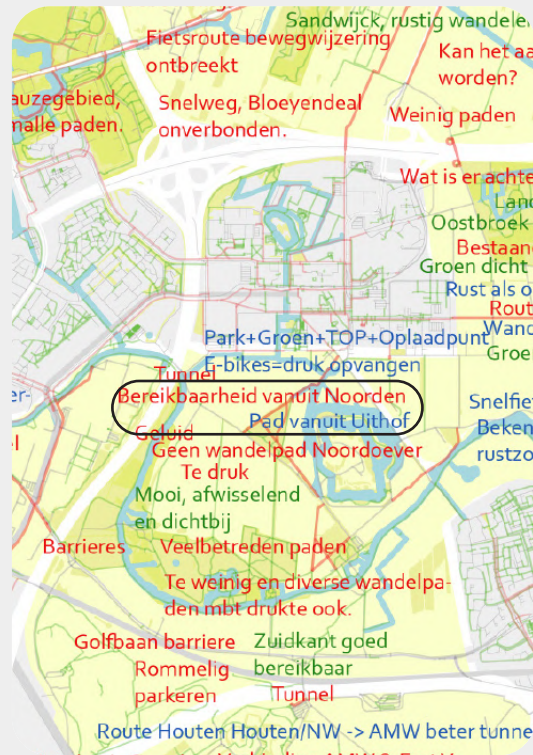 Sandwijck, rustig wandele
Fietsroute bewegwijzering
ontbreekt
Kan het aa
worden?
auzegebied,
malle paden.
Snelweg, Bloeyendeal
onverbonden.
Weinig paden
Wat is er achte
Land
Oostbroek
Bestaan
Groen dicht
Rust als o
Rout
Park+Groen+TOP+Oplaadpunt
Wand
E-bikes=druk opvangen
Groe
Tunnel
er-
Bereikbaarheid vanuit Noorden
Snelfiet
Pad vanuit Uithof
Beken
Geluid
el
Geen wandelpad Noordoever
rustzo
Te druk
Mooi, afwisselend
en dichtbij
Barrieres
Veelbetreden paden
Te weinig en diverse wandelpa-
den mbt drukte ook.
Golfbaan barriere
Zuidkant goed
bereikbaar
Rommelig
parkeren
Tunnel
Route Houten Houten/NW -> AMW beter tunne